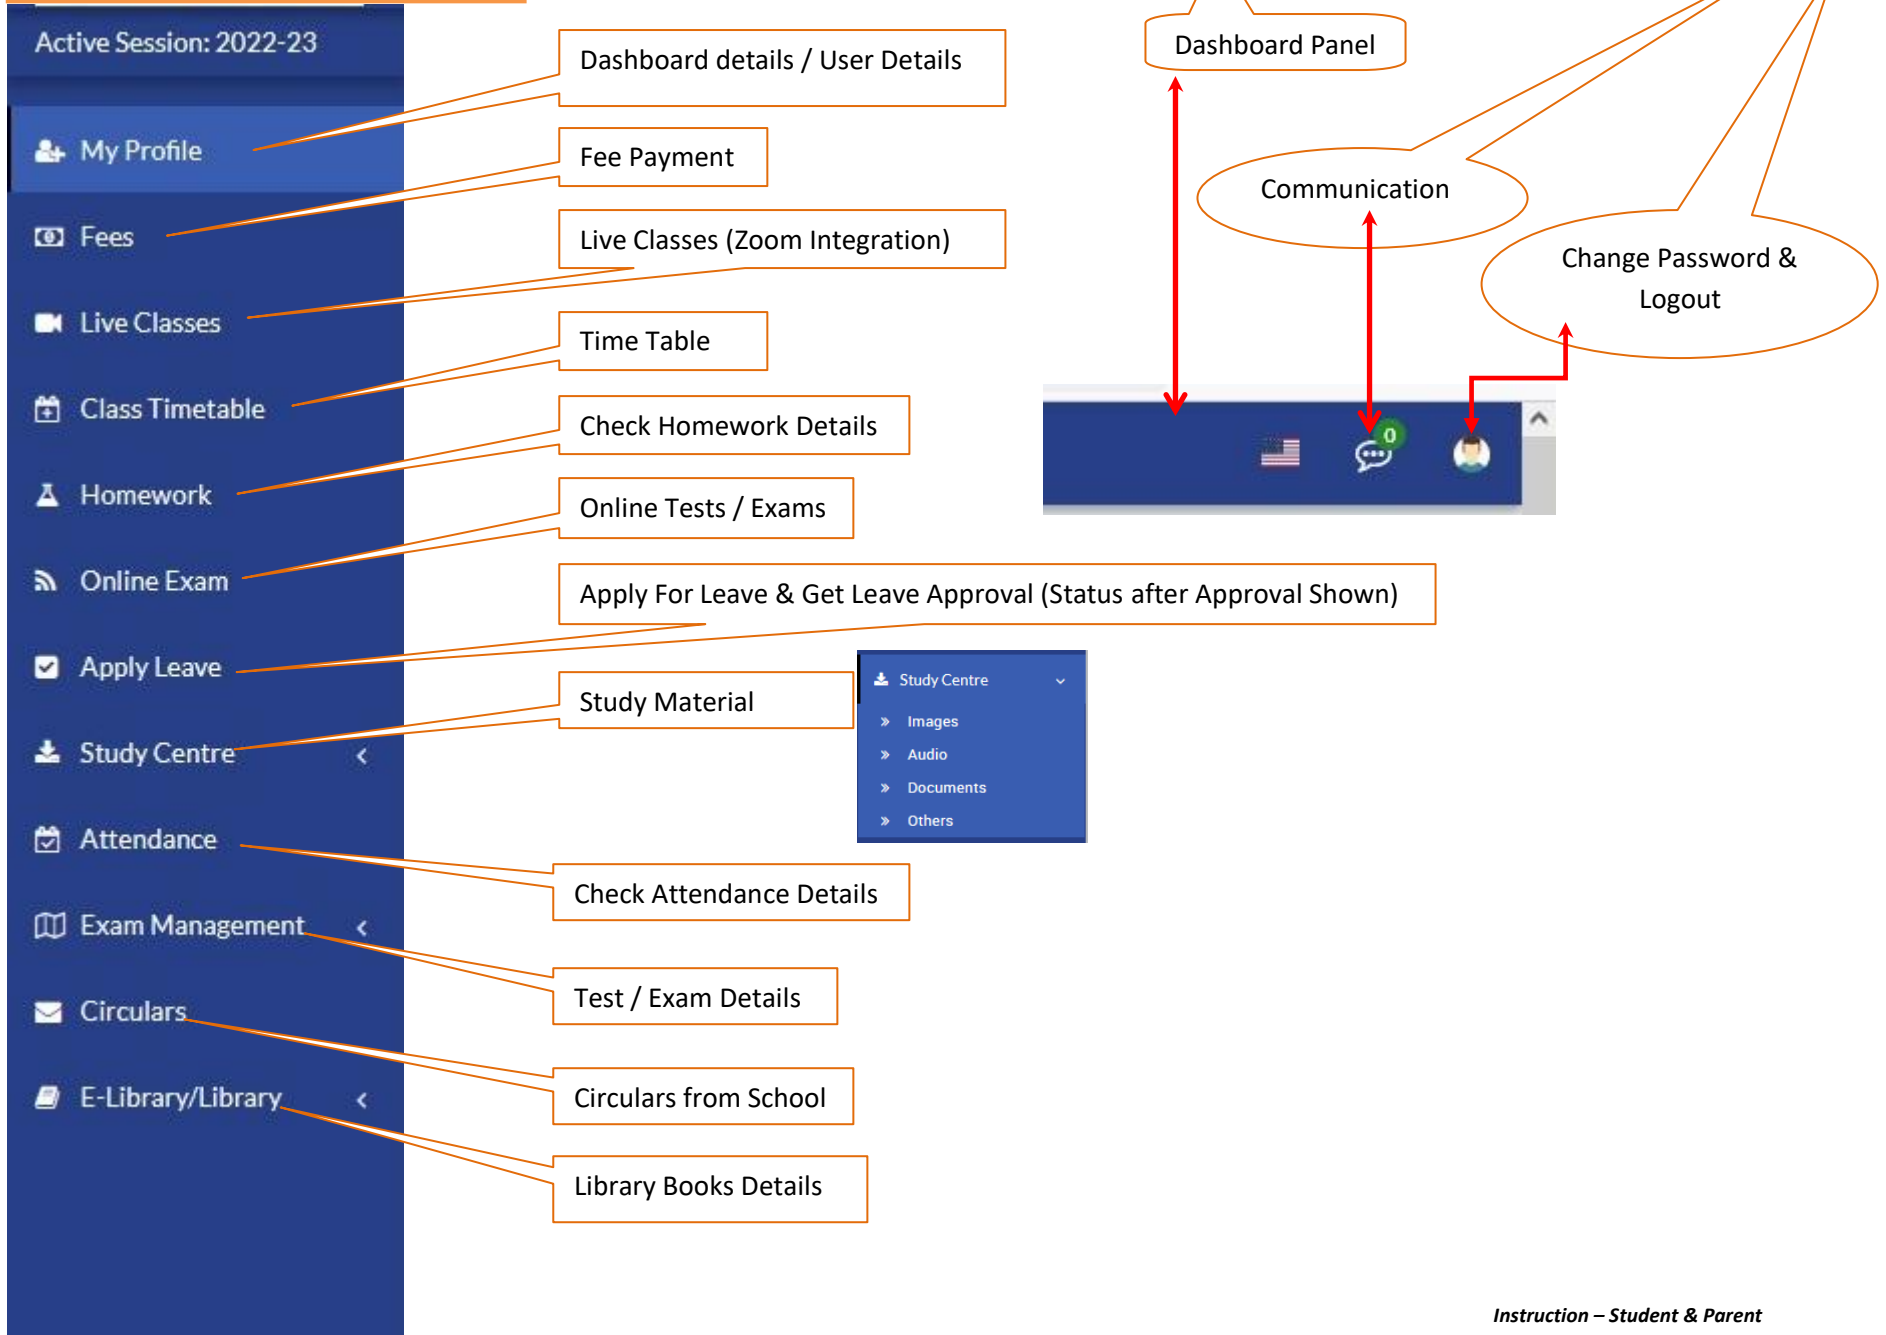 Active Session: 2022-23
My Profile
Fees
Live Classes
Class Timetable
Homework
Online Exam
Apply Leave
Study Centre
Attendance
Exam Management
Circulars
E-Library/Library
Dashboard details / User Details
Fee Payment
Live Classes (Zoom Integration)
Time Table
Check Homework Details
Online Tests / Exams
Apply For Leave & Get Leave Approval (Status after Approval Shown)
Study Material
Study Centre
Images
Audio
Documents
Others
Check Attendance Details
Test / Exam Details
Circulars from School
Library Books Details
Dashboard Panel
Communication
Change Password &
Logout
0
Instruction – Student & Parent